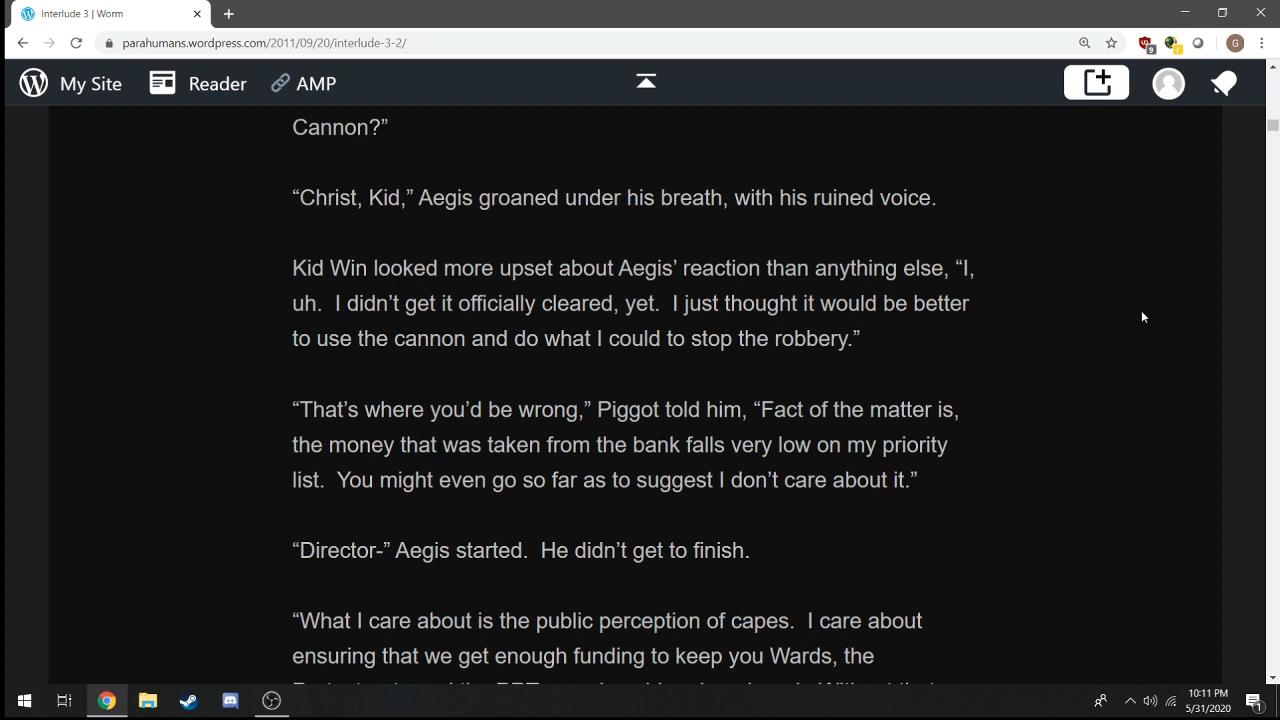 Interlude 3 | Worm
parahumans.wordpress.com/2011/09/20/interlude-3-2/
9
G
My Site
Reader
AMP
Cannon?”
“Christ, Kid,” Aegis groaned under his breath, with his ruined voice.
Kid Win looked more upset about Aegis’ reaction than anything else, “I,
uh.  I didn’t get it officially cleared, yet.  I just thought it would be better
to use the cannon and do what I could to stop the robbery.”
“That’s where you’d be wrong,” Piggot told him, “Fact of the matter is,
the money that was taken from the bank falls very low on my priority
list.  You might even go so far as to suggest I don’t care about it.”
“Director-” Aegis started.  He didn’t get to finish.
“What I care about is the public perception of capes.  I care about
ensuring that we get enough funding to keep you Wards, the
10:11 PM
5/31/2020
1